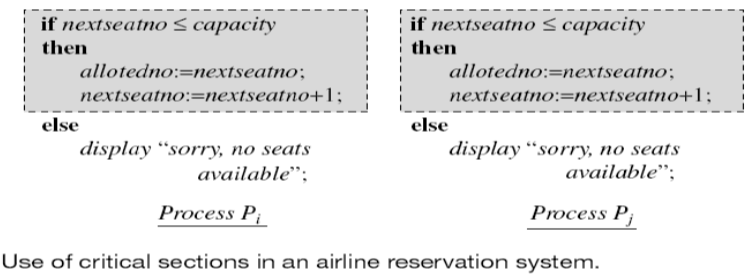 if nextseatno ≤ capacity
then
allotedno:=nextseatno;
nextseatno:=nextseatno+1;
else
display “sorry, no seats
available”;
Process Pi
if nextseatno ≤ capacity
then
allotedno:=nextseatno;
nextseatno:=nextseatno+1;
else
display “sorry, no seats
available”;
Process Pj
Use of critical sections in an airline reservation system.